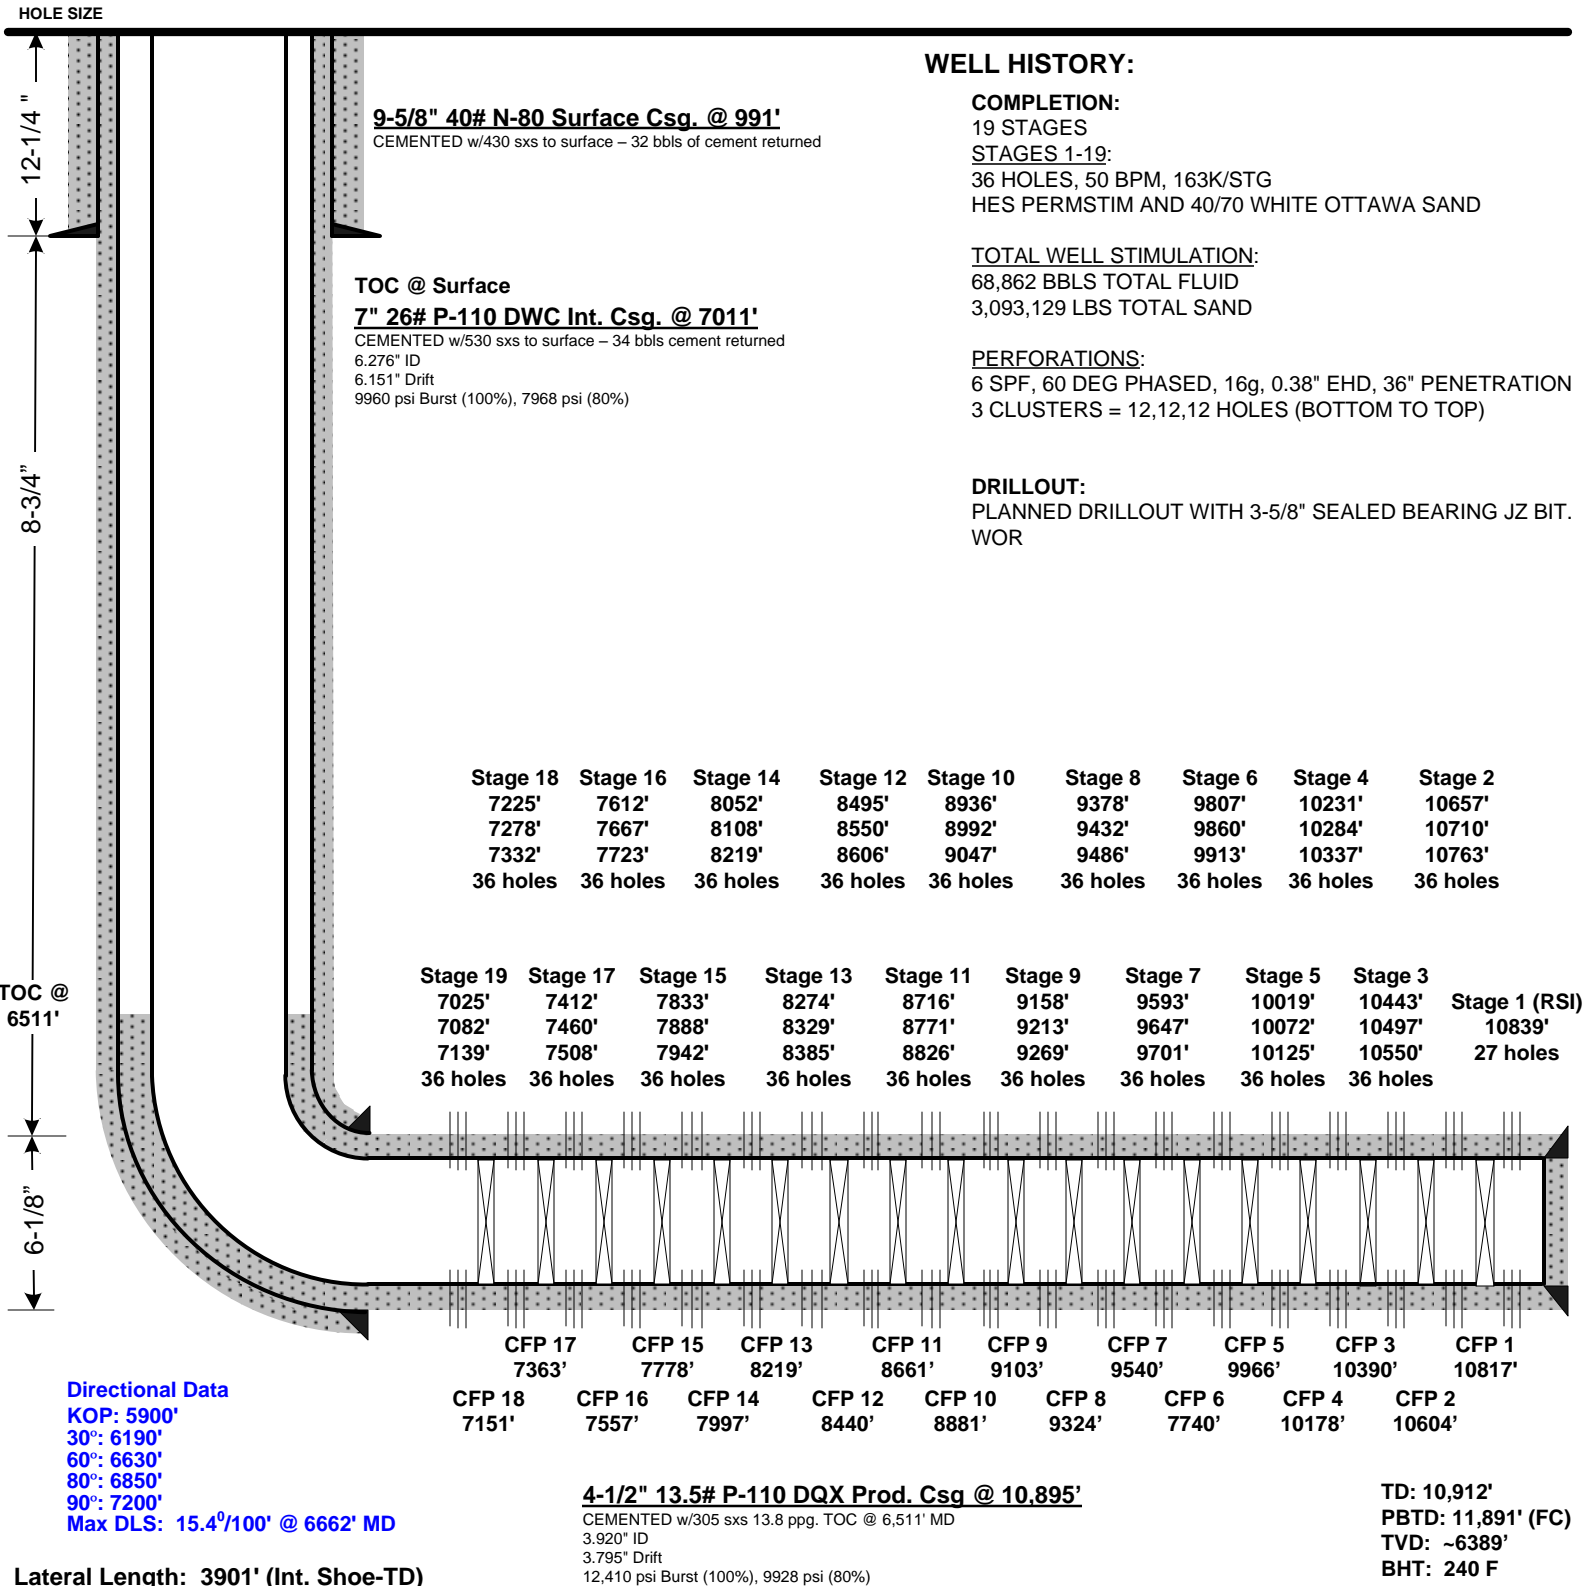 HOLE SIZE
12-1/4 "
8-3/4"
TOC @
6511'
6-1/8"
9-5/8" 40# N-80 Surface Csg. @ 991'
CEMENTED w/430 sxs to surface – 32 bbls of cement returned
TOC @ Surface
7" 26# P-110 DWC Int. Csg. @ 7011'
CEMENTED w/530 sxs to surface – 34 bbls cement returned
6.276" ID
6.151" Drift
9960 psi Burst (100%), 7968 psi (80%)
WELL HISTORY:
COMPLETION:
19 STAGES
STAGES 1-19:
36 HOLES, 50 BPM, 163K/STG
HES PERMSTIM AND 40/70 WHITE OTTAWA SAND
TOTAL WELL STIMULATION:
68,862 BBLS TOTAL FLUID
3,093,129 LBS TOTAL SAND
PERFORATIONS:
6 SPF, 60 DEG PHASED, 16g, 0.38" EHD, 36" PENETRATION
3 CLUSTERS = 12,12,12 HOLES (BOTTOM TO TOP)
DRILLOUT:
PLANNED DRILLOUT WITH 3-5/8" SEALED BEARING JZ BIT.
WOR
Stage 18 Stage 16 Stage 14 Stage 12 Stage 10 Stage 8 Stage 6 Stage 4 Stage 2
7225' 7612' 8052' 8495' 8936' 9378' 9807' 10231' 10657'
7278' 7667' 8108' 8550' 8992' 9432' 9860' 10284' 10710'
7332' 7723' 8219' 8606' 9047' 9486' 9913' 10337' 10763'
36 holes 36 holes 36 holes 36 holes 36 holes 36 holes 36 holes 36 holes 36 holes
Stage 19 Stage 17 Stage 15 Stage 13 Stage 11 Stage 9 Stage 7 Stage 5 Stage 3
7025' 7412' 7833' 8274' 8716' 9158' 9593' 10019' 10443' Stage 1 (RSI)
7082' 7460' 7888' 8329' 8771' 9213' 9647' 10072' 10497' 10839'
7139' 7508' 7942' 8385' 8826' 9269' 9701' 10125' 10550' 27 holes
36 holes 36 holes 36 holes 36 holes 36 holes 36 holes 36 holes 36 holes 36 holes
CFP 17 CFP 15 CFP 13 CFP 11 CFP 9 CFP 7 CFP 5 CFP 3 CFP 1
7363’ 7778’ 8219’ 8661’ 9103’ 9540’ 9966’ 10390’ 10817'
CFP 18 CFP 16 CFP 14 CFP 12 CFP 10 CFP 8 CFP 6 CFP 4 CFP 2
7151' 7557’ 7997’ 8440’ 8881’ 9324’ 7740’ 10178’ 10604’
Directional Data
KOP: 5900'
30°: 6190'
60°: 6630'
80°: 6850'
90°: 7200'
Max DLS: 15.4⁰/100' @ 6662' MD
Lateral Length: 3901' (Int. Shoe-TD)
4-1/2" 13.5# P-110 DQX Prod. Csg @ 10,895’
CEMENTED w/305 sxs 13.8 ppg. TOC @ 6,511' MD
3.920" ID
3.795" Drift
12,410 psi Burst (100%), 9928 psi (80%)
TD: 10,912'
PBTD: 11,891' (FC)
TVD: ~6389’
BHT: 240 F